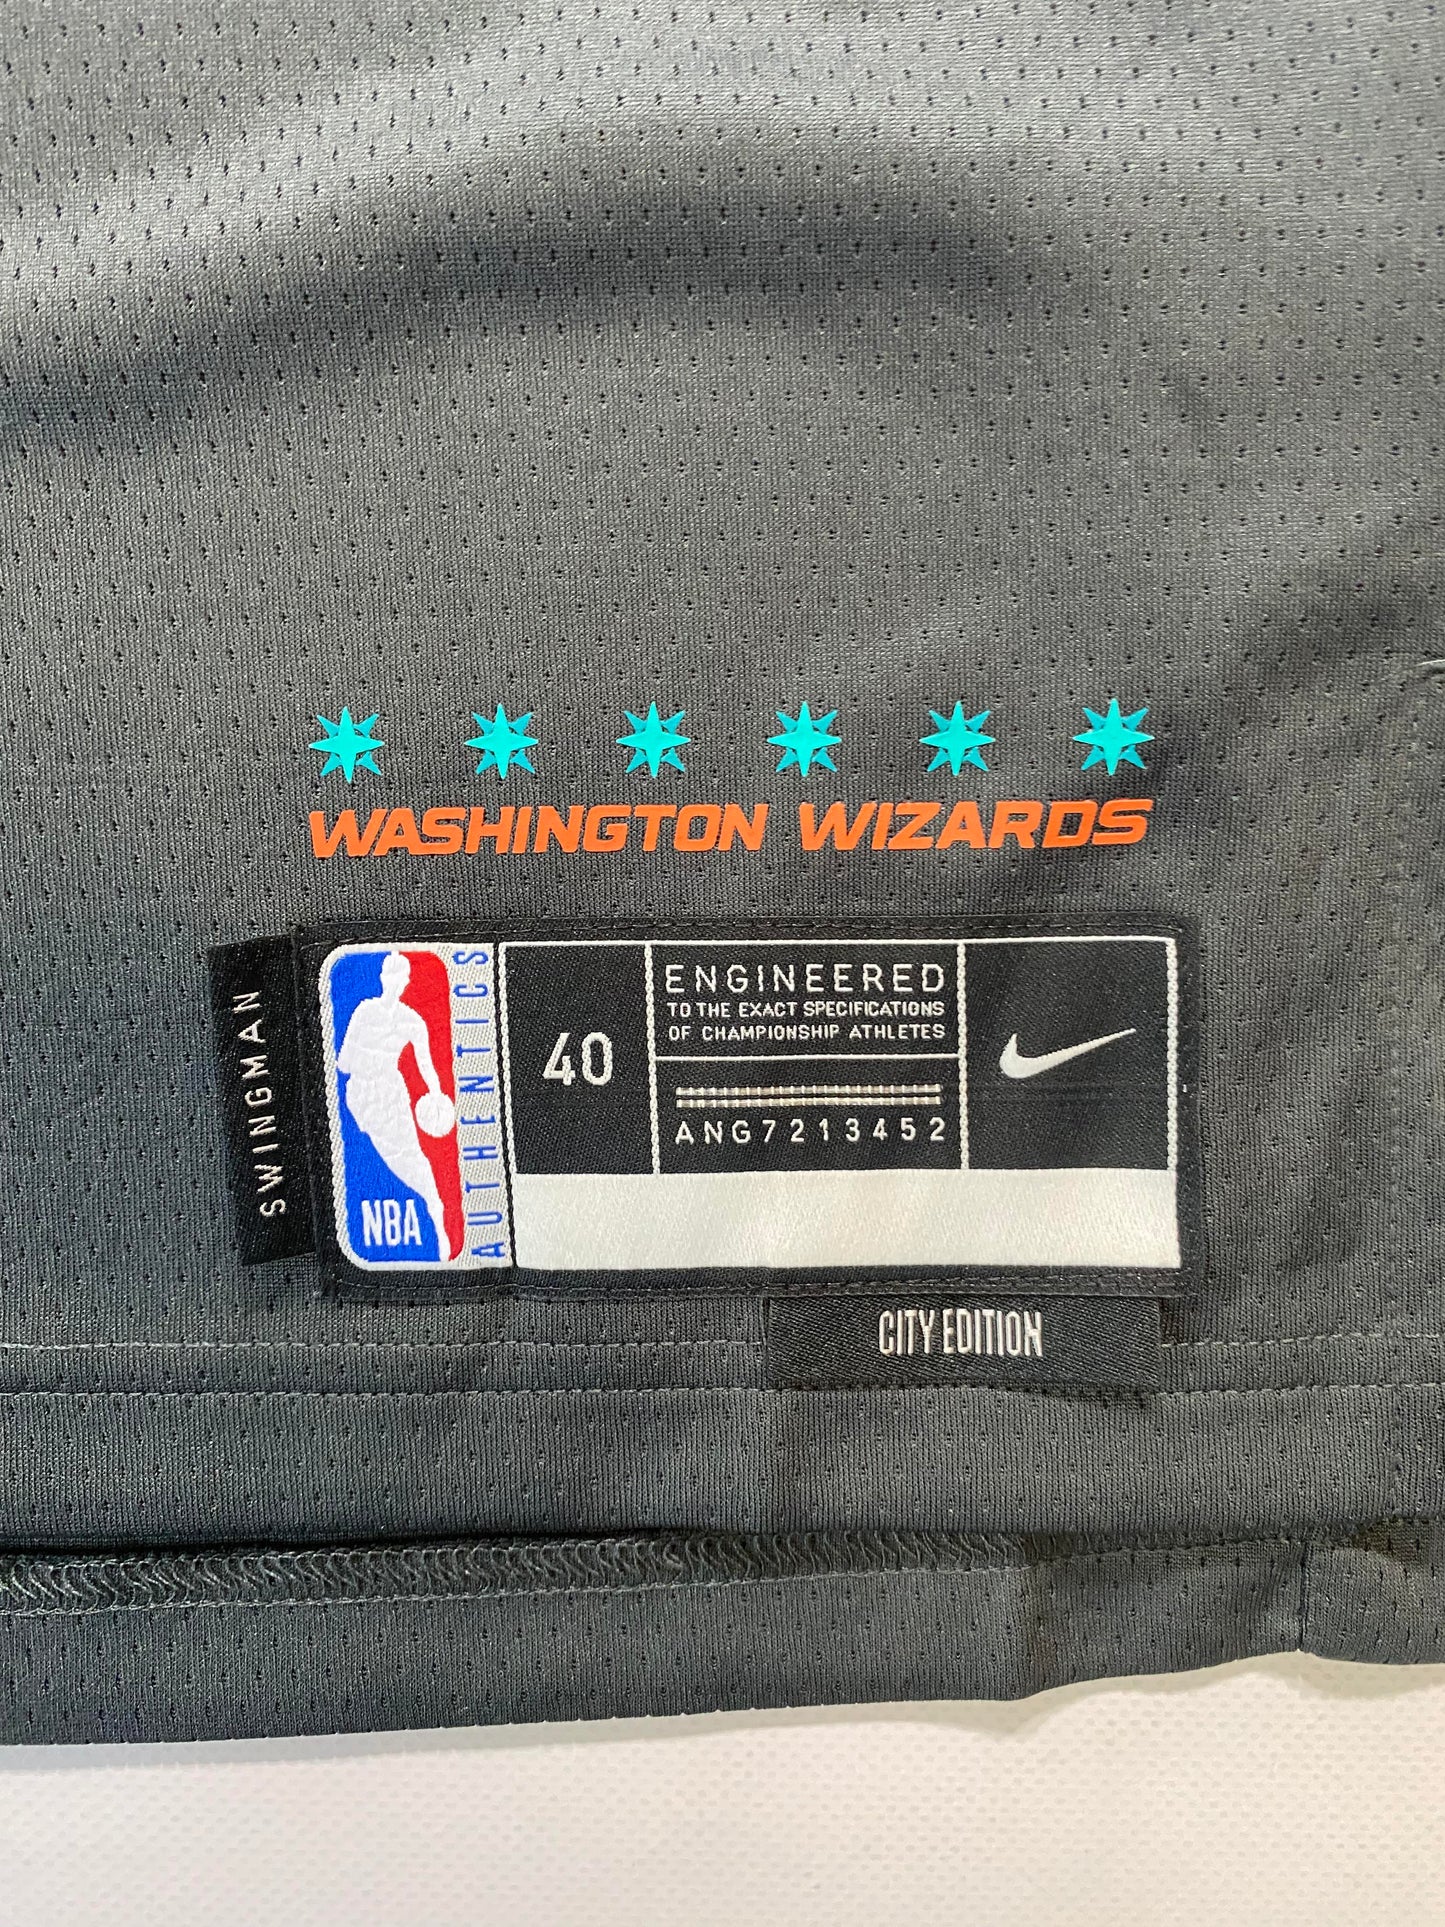 WASHINGTON WIZARDS
SWINGMAN
NBA
AUTHENTICS
40
ENGINEERED
TO THE EXACT SPECIFICATIONS
OF CHAMPIONSHIP ATHLETES
ANG7213452
CITY EDITION